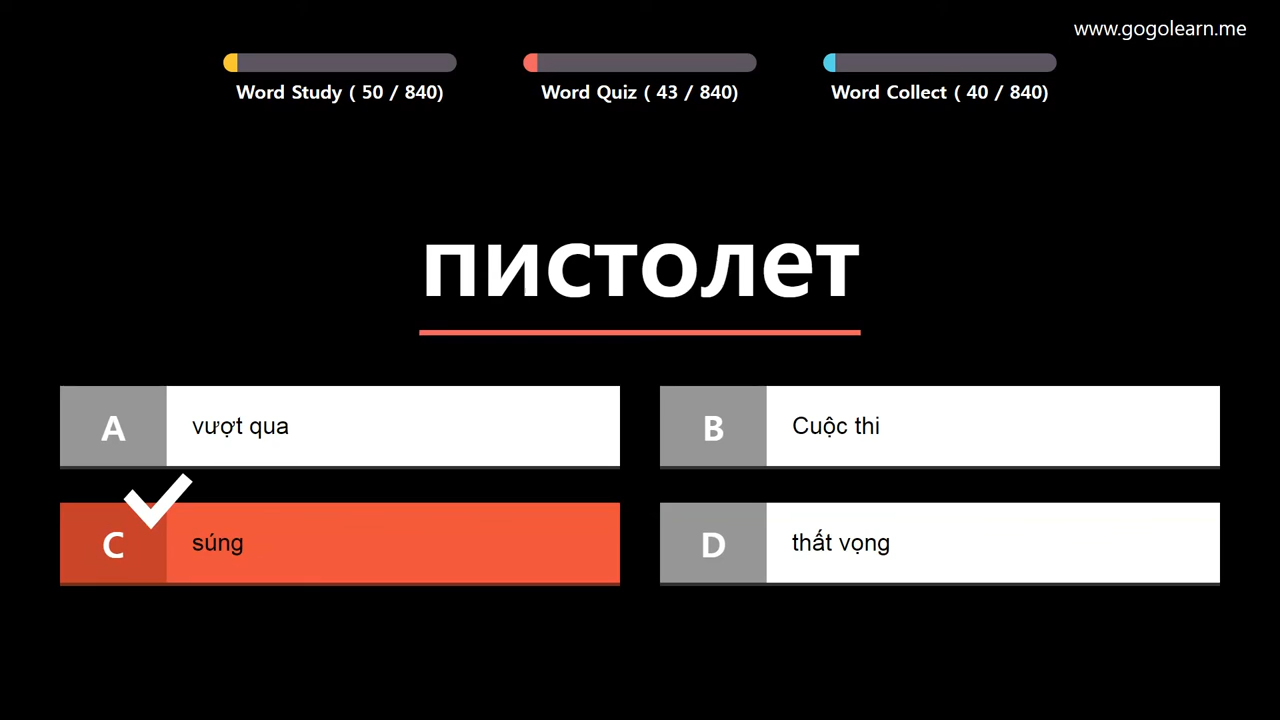 www.gogolearn.me
Word Study ( 50 / 840)
Word Quiz ( 43 / 840)
Word Collect ( 40 / 840)
пистолет
A
vượt qua
B
Cuộc thi
C
súng
D
thất vọng